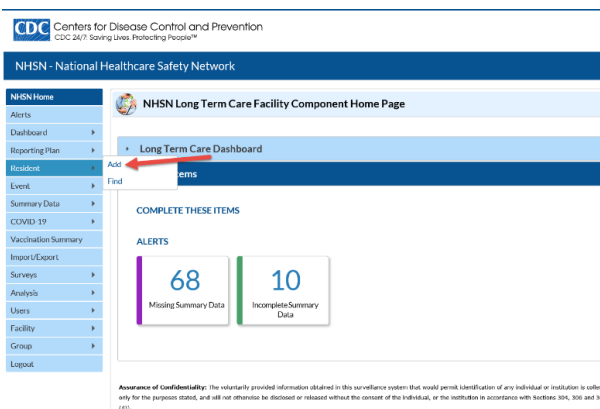 CDC Centers for Disease Control and Prevention
CDC 24/7: Saving Lives. Protecting People™
NHSN - National Healthcare Safety Network
NHSN Home
NHSN Long Term Care Facility Component Home Page
Alerts
Dashboard
Reporting Plan
Long Term Care Dashboard
Resident
Add
Find
tems
Event
Summary Data
COVID-19
Vaccination Summary
Import/Export
Surveys
Analysis
Users
Facility
Group
Logout
COMPLETE THESE ITEMS
ALERTS
68
Missing Summary Data
10
Incomplete Summary
Data
Assurance of Confidentiality: The voluntarily provided information obtained in this surveillance system that would permit identification of any individual or institution is colle
only for the purposes stated, and will not otherwise be disclosed or released without the consent of the individual, or the institution in accordance with Sections 304, 306 and 30